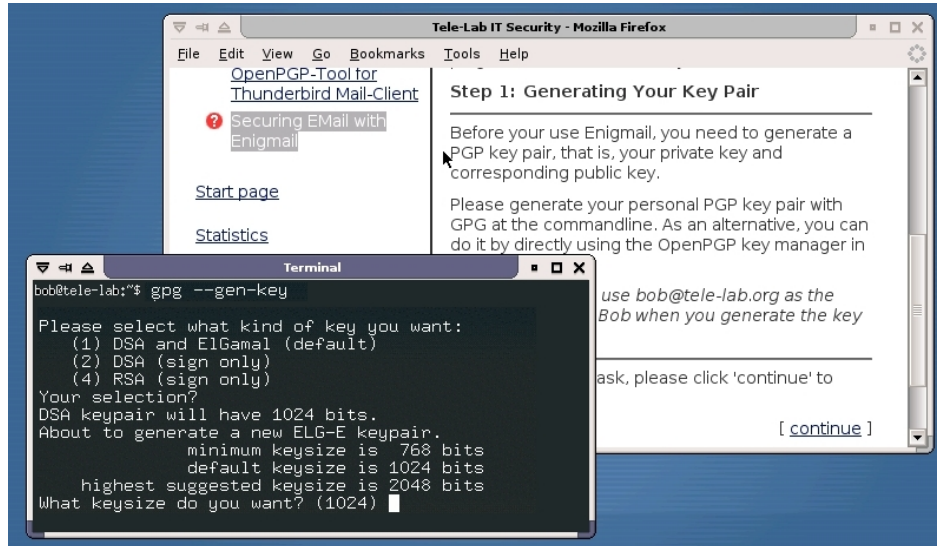 Tele-Lab IT Security - Mozilla Firefox
File Edit View Go Bookmarks Tools Help
OpenPGP-Tool for
Thunderbird Mail-Client
Securing EMail with
Enigmail
Start page
Statistics
Step 1: Generating Your Key Pair
Before your use Enigmail, you need to generate a
PGP key pair, that is, your private key and
corresponding public key.
Please generate your personal PGP key pair with
GPG at the commandline. As an alternative, you can
do it by directly using the OpenPGP key manager in
use bob@tele-lab.org as the
Bob when you generate the key
ask, please click 'continue' to
[ continue ]
Terminal
bob@tele-lab:~$ gpg --gen-key
Please select what kind of key you want:
(1) DSA and ElGamal (default)
(2) DSA (sign only)
(4) RSA (sign only)
Your selection?
DSA keypair will have 1024 bits.
About to generate a new ELG-E keypair.
minimum keysize is 768 bits
default keysize is 1024 bits
highest suggested keysize is 2048 bits
What keysize do you want? (1024)